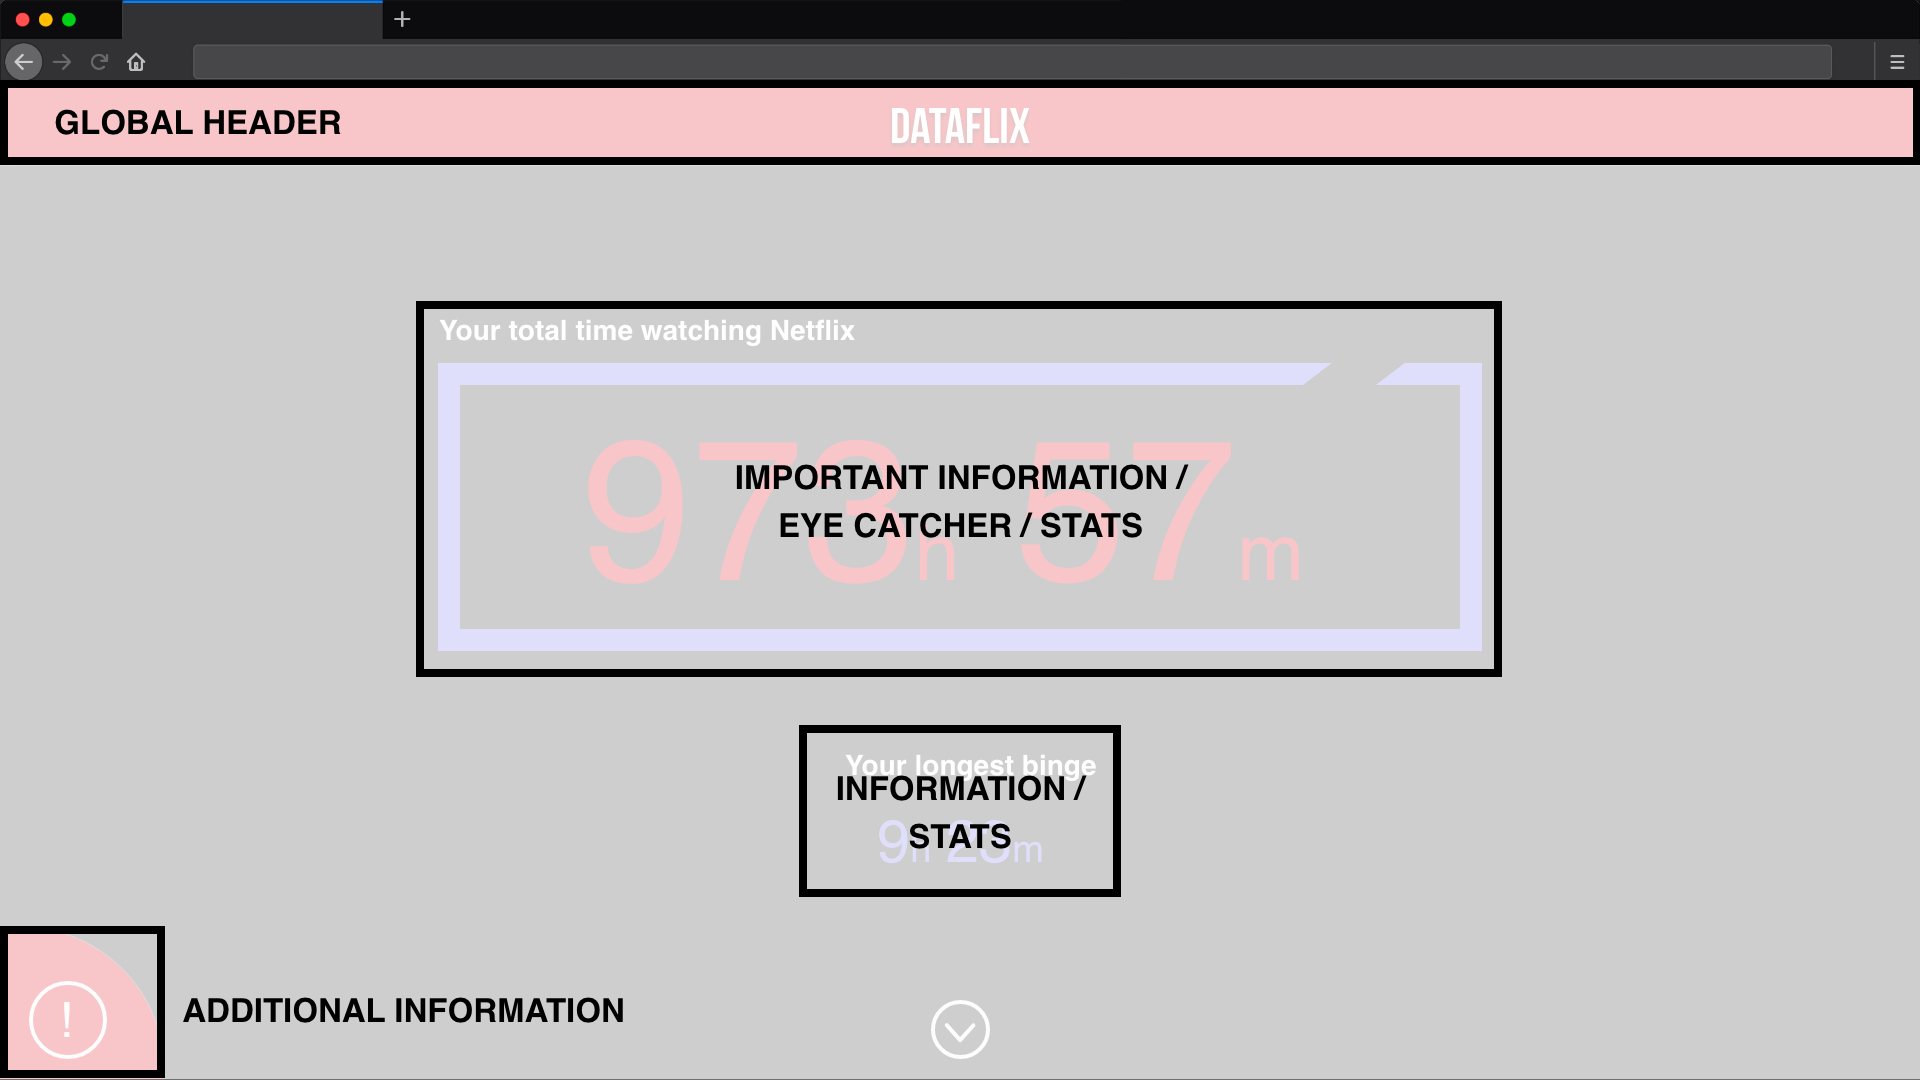 GLOBAL HEADER
DATAFLIX
Your total time watching Netflix
973h 57m
IMPORTANT INFORMATION /
EYE CATCHER / STATS
Your longest binge
INFORMATION /
STATS
9h m
!
ADDITIONAL INFORMATION